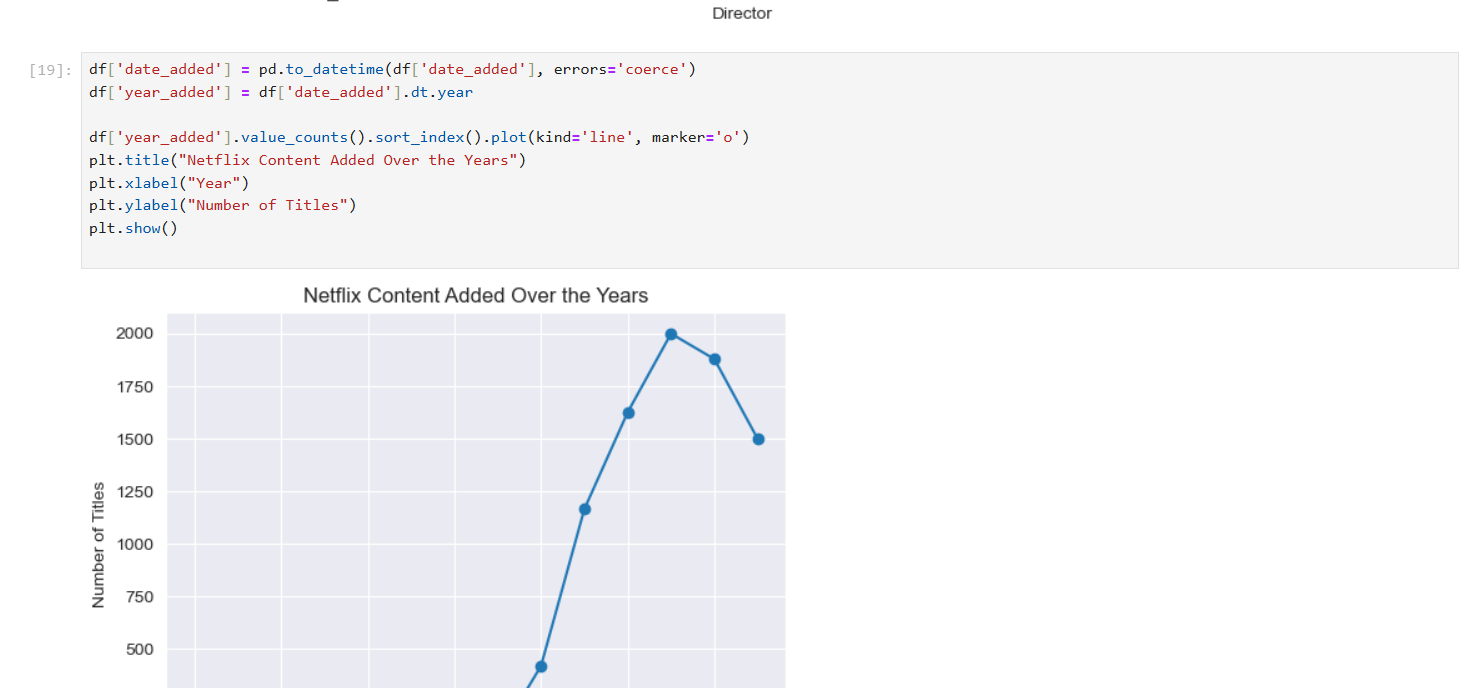 Director
[19]:
df['date_added'] = pd.to_datetime(df['date_added'], errors='coerce')
df['year_added'] = df['date_added'].dt.year
df['year_added'].value_counts().sort_index().plot(kind='line', marker='o')
plt.title("Netflix Content Added Over the Years")
plt.xlabel("Year")
plt.ylabel("Number of Titles")
plt.show()
Netflix Content Added Over the Years
2000
1750
1500
1250
1000
750
500
Number of Titles